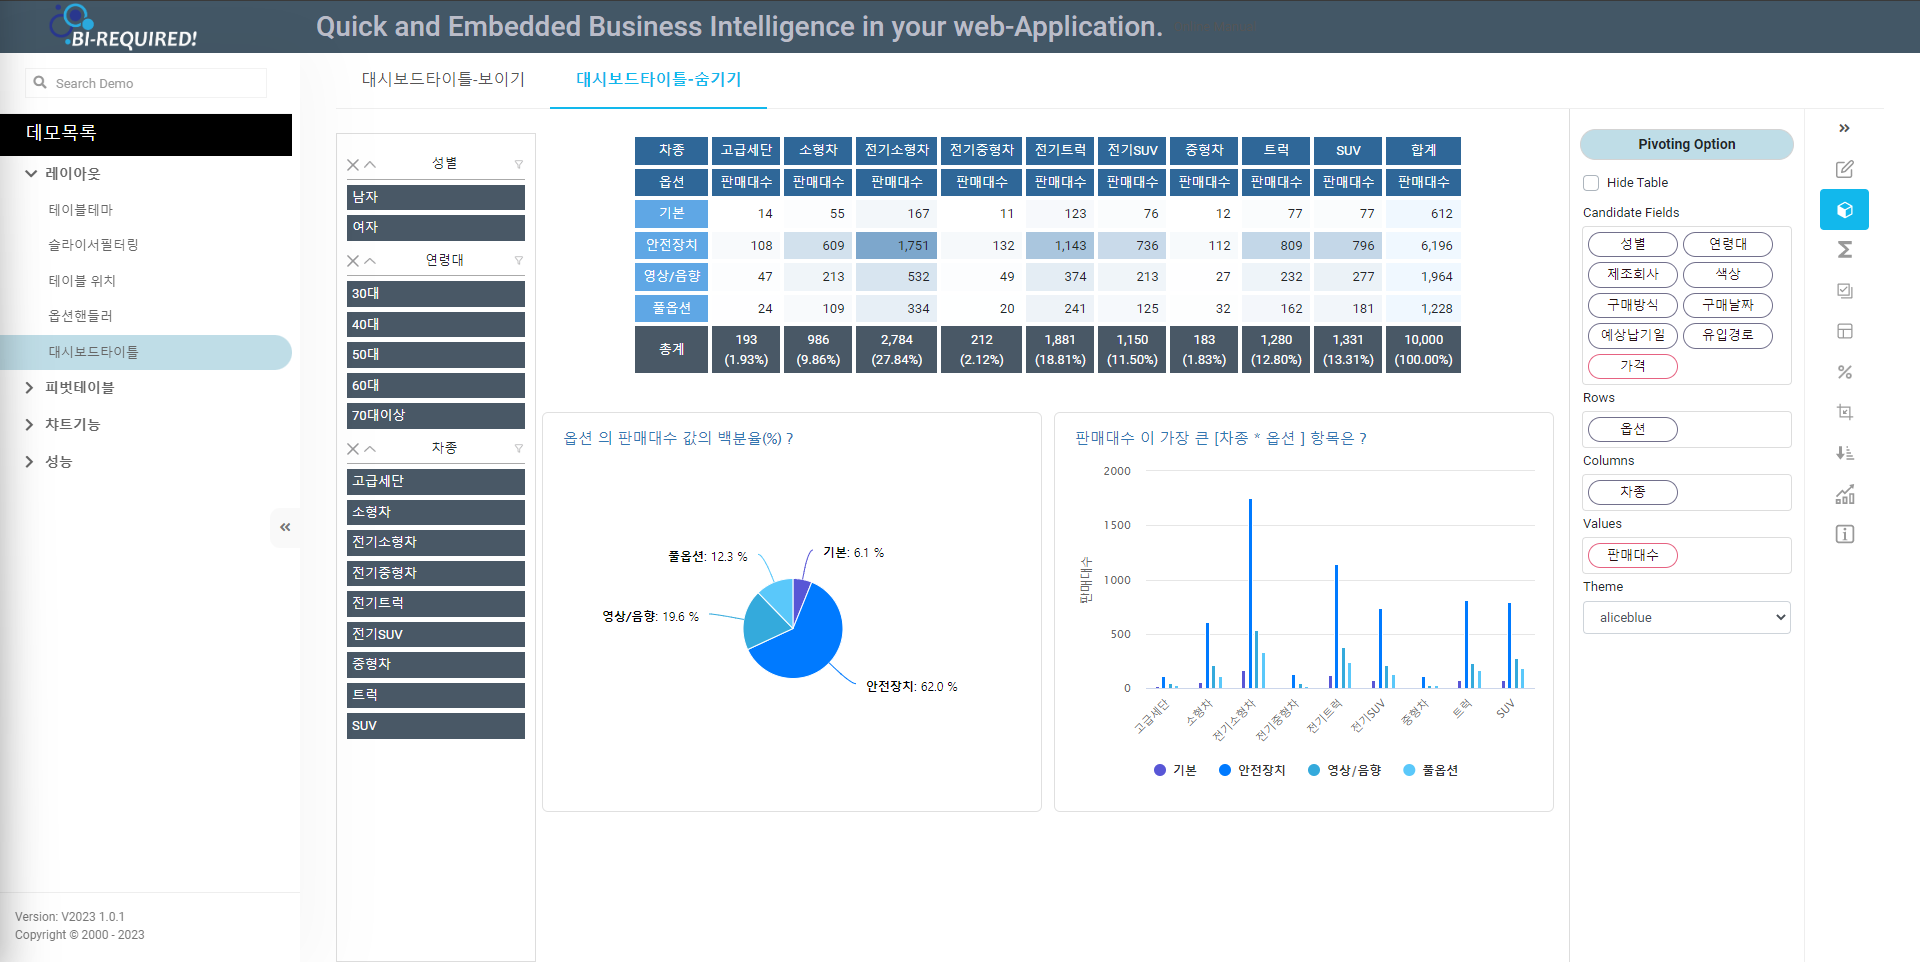 BI-REQUIRED!
Quick and Embedded Business Intelligence in your web-Application.
Search Demo
데모목록
레이아웃
테이블테마
슬라이서필터링
테이블 위치
옵션핸들러
대시보드타이틀
피벗테이블
챠트기능
성능
Version: V2023 1.0.1
Copyright © 2000 - 2023
대시보드타이틀-보이기
대시보드타이틀-숨기기
성별
남자
여자
연령대
30대
40대
50대
60대
70대이상
차종
고급세단
소형차
전기소형차
전기중형차
전기트럭
전기SUV
중형차
트럭
SUV
차종 고급세단 소형차 전기소형차 전기중형차 전기트럭 전기SUV 중형차 트럭 SUV 합계
옵션 판매대수 판매대수 판매대수 판매대수 판매대수 판매대수 판매대수 판매대수 판매대수 판매대수
기본 14 55 167 11 123 76 12 77 77 612
안전장치 108 609 1,751 132 1,143 736 112 809 796 6,196
영상/음향 47 213 532 49 374 213 27 232 277 1,964
풀옵션 24 109 334 20 241 125 32 162 181 1,228
총계 193 986 2,784 212 1,881 1,150 183 1,280 1,331 10,000
(1.93%) (9.86%) (27.84%) (2.12%) (18.81%) (11.50%) (1.83%) (12.80%) (13.31%) (100.00%)
옵션 의 판매대수 값의 백분율(%) ?
풀옵션: 12.3 %
기본: 6.1 %
영상/음향: 19.6 %
안전장치: 62.0 %
판매대수 이 가장 큰 [차종 * 옵션 ] 항목은 ?
2000
1500
1000
500
0
판매대수
고급세단 소형차 전기소형차 전기중형차 전기트럭 전기SUV 중형차 트럭 SUV
기본 안전장치 영상/음향 풀옵션
Pivoting Option
Hide Table
Candidate Fields
성별 연령대
제조회사 색상
구매방식 구매날짜
예상납기일 유입경로
가격
Rows
옵션
Columns
차종
Values
판매대수
Theme
aliceblue